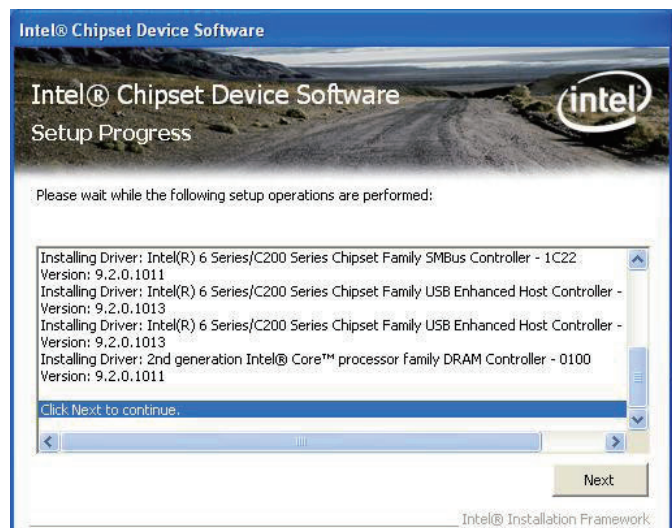 Intel® Chipset Device Software
Intel® Chipset Device Software
Setup Progress
intel
Please wait while the following setup operations are performed:
Installing Driver: Intel(R) 6 Series/C200 Series Chipset Family SMBus Controller - 1C22
Version: 9.2.0.1011
Installing Driver: Intel(R) 6 Series/C200 Series Chipset Family USB Enhanced Host Controller -
Version: 9.2.0.1013
Installing Driver: Intel(R) 6 Series/C200 Series Chipset Family USB Enhanced Host Controller -
Version: 9.2.0.1013
Installing Driver: 2nd generation Intel® Core™ processor family DRAM Controller - 0100
Version: 9.2.0.1011
Click Next to continue.
Next
Intel® Installation Framework